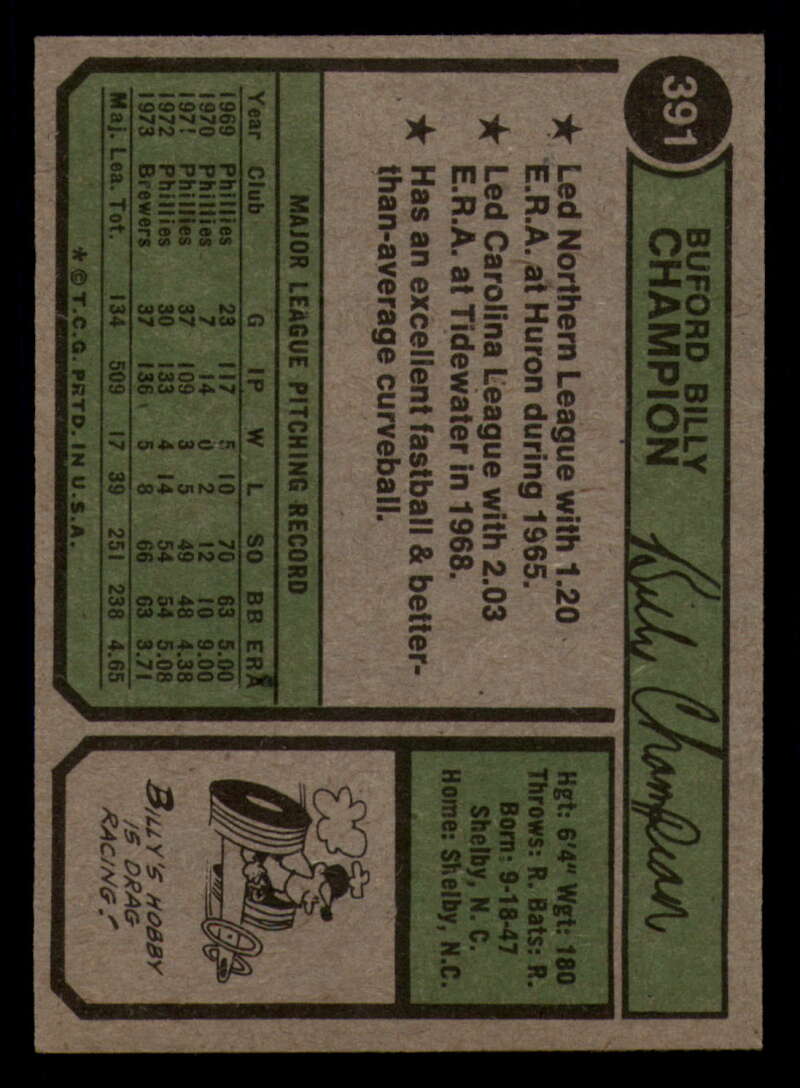 391
BUFORD BILLY
CHAMPION
Billy Champion
★ Led Northern League with 1.20
E.R.A. at Huron during 1965.
★ Led Carolina League with 2.03
E.R.A. at Tidewater in 1968.
★ Has an excellent fastball & better-
than-average curveball.
MAJOR LEAGUE PITCHING RECORD
Year Club G IP W L SO BB ERA
1969 Phillies 23 117 5 10 70 63 5.00
1970 Phillies 7 14 0 2 12 10 9.00
1971 Phillies 37 109 3 5 49 48 4.38
1972 Phillies 30 133 4 14 54 54 5.08
1973 Brewers 37 136 5 8 66 63 3.71
Maj. Lea. Tot. 134 509 17 39 251 238 4.65
* © T.C.G. PRTD. IN U.S.A.
Hgt: 6'4" Wgt: 180
Throws: R. Bats: R.
Born: 9-18-47
Shelby, N. C.
Home: Shelby, N.C.
BILLY'S HOBBY
IS DRAG
RACING!